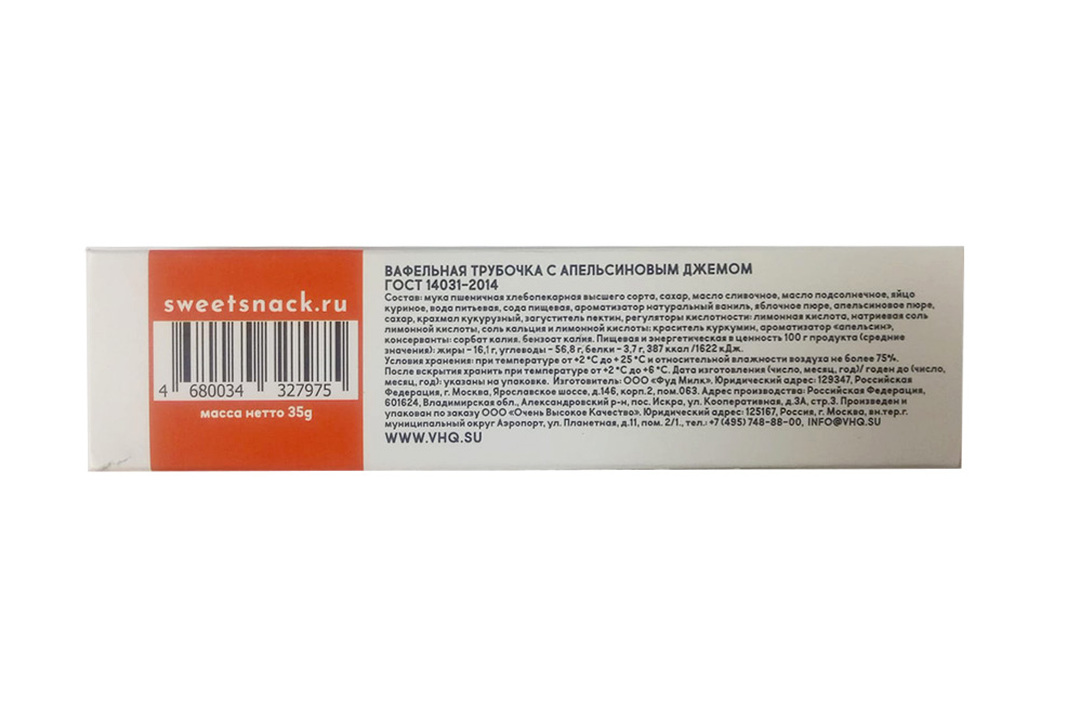 sweetsnack.ru
4 680034 327975
масса нетто 35g
ВАФЕЛЬНАЯ ТРУБОЧКА С АПЕЛЬСИНОВЫМ ДЖЕМОМ
ГОСТ 14031-2014
Состав: мука пшеничная хлебопекарная высшего сорта, сахар, масло сливочное, масло подсолнечное, яйцо
куриное, вода питьевая, сода пищевая, ароматизатор натуральный ваниль, яблочное пюре, апельсиновое пюре,
сахар, крахмал кукурузный, загуститель пектин, регуляторы кислотности: лимонная кислота, натриевая соль
лимонной кислоты, соль кальция и лимонной кислоты: краситель куркумин, ароматизатор «апельсин»,
консерванты: сорбат калия. бензоат калия. Пищевая и энергетическая в ценность 100 г продукта (средние
значения): жиры – 16,1 г, углеводы – 56,8 г, белки – 3,7 г, 387 ккал /1622 кДж.
Условия хранения: при температуре от +2 °С до + 25 °С и относительной влажности воздуха не более 75%.
После вскрытия хранить при температуре от +2 °С до +6 °С. Дата изготовления (число, месяц, год)/ годен до (число,
месяц, год): указаны на упаковке. Изготовитель: ООО «Фуд Милк». Юридический адрес: 129347, Российская
Федерация, г. Москва, Ярославское шоссе, д.146, корп.2, пом.063. Адрес производства: Российская Федерация,
601624, Владимирская обл., Александровский р-н, пос. Искра, ул. Кооперативная, д.3А, стр.3. Произведен и
упакован по заказу ООО «Очень Высокое Качество». Юридический адрес: 125167, Россия, г. Москва, вн.тер.г.
муниципальный округ Аэропорт, ул. Планетная, д.11, пом. 2/1., тел.: +7 (495) 748-88-00, INFO@VHQ.SU
WWW.VHQ.SU